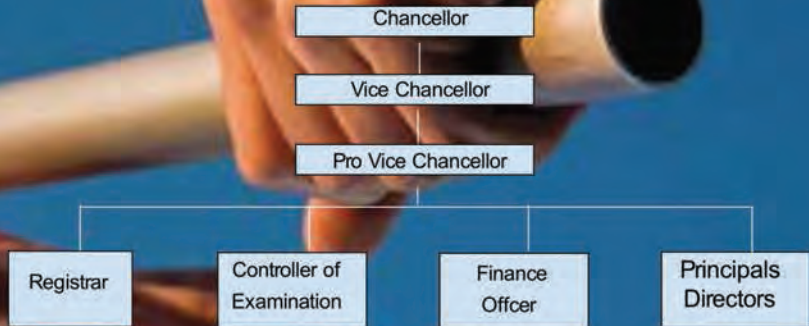 Chancellor
Vice Chancellor
Pro Vice Chancellor
Registrar
Controller of
Examination
Finance
Offcer
Principals
Directors